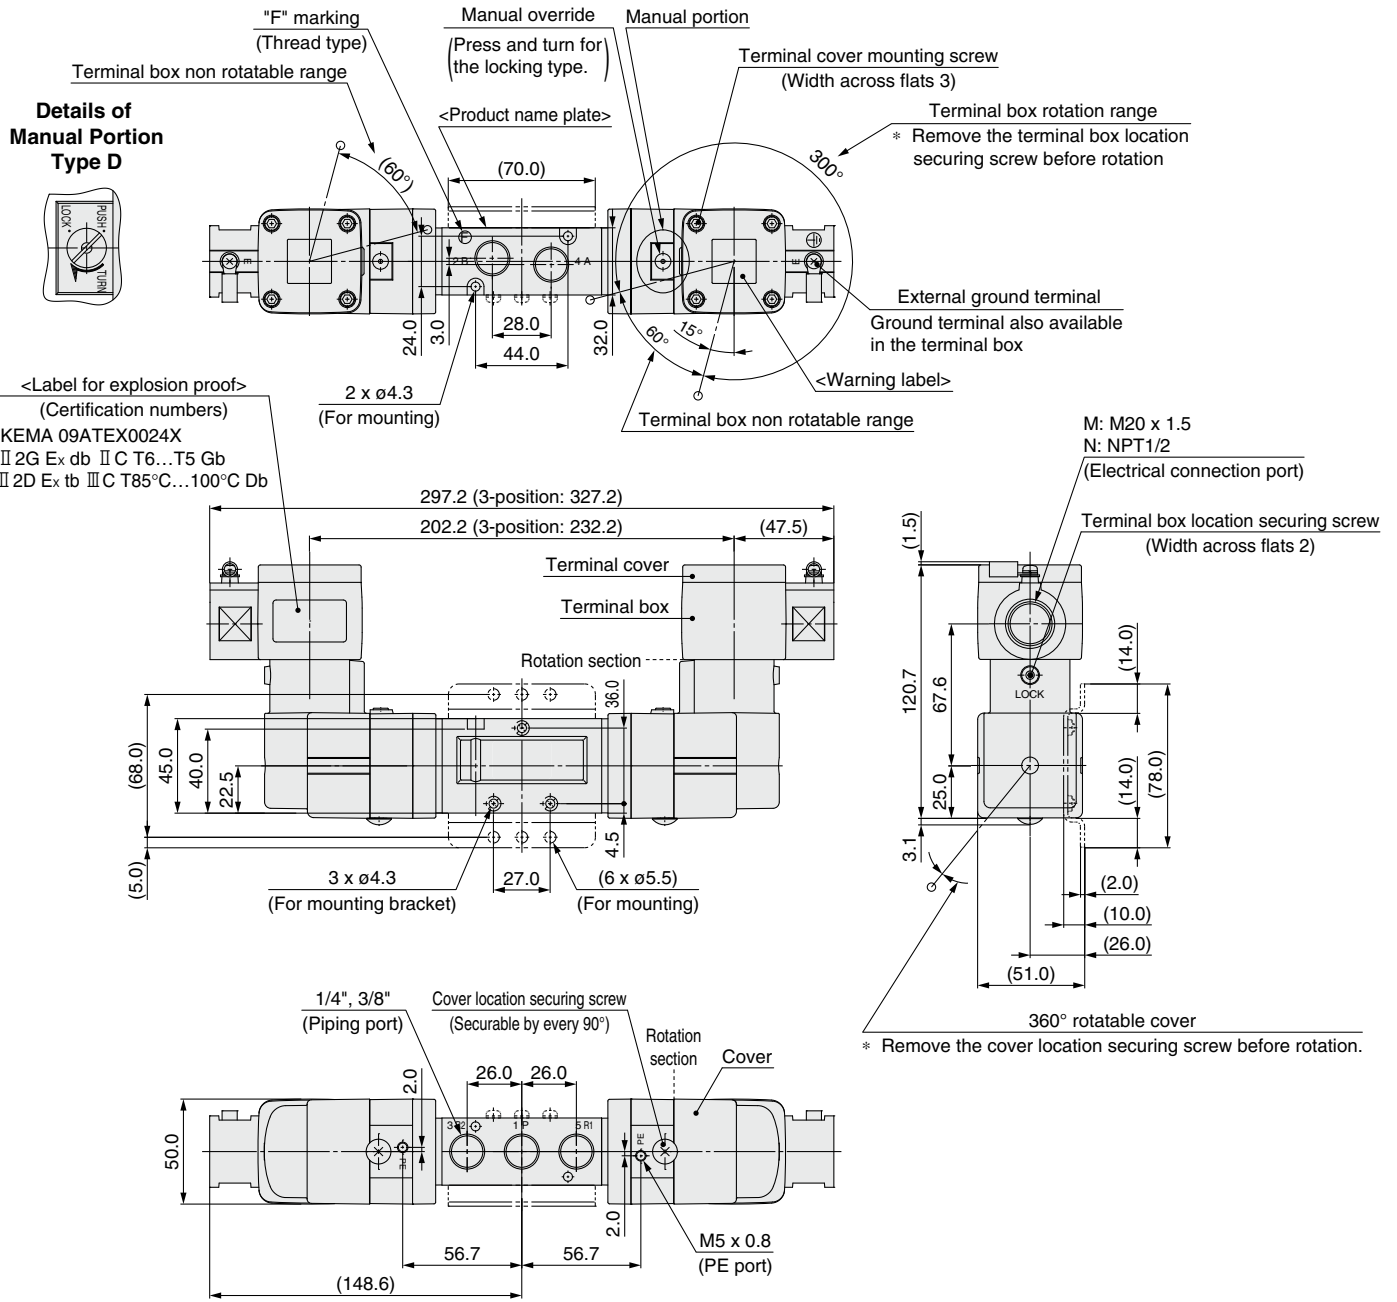 "F" marking
(Thread type)
Manual override
(Press and turn for
the locking type.)
Manual portion
Terminal box non rotatable range
Terminal cover mounting screw
(Width across flats 3)
Details of
Manual Portion
Type D
<Product name plate>
Terminal box rotation range
* Remove the terminal box location
securing screw before rotation
PUSH
LOCK
TURN
(60°)
(70.0)
300°
F
2 B
4 A
E
E
24.0
3.0
28.0
44.0
32.0
60°
15°
External ground terminal
Ground terminal also available
in the terminal box
<Warning label>
2 x ø4.3
(For mounting)
Terminal box non rotatable range
<Label for explosion proof>
(Certification numbers)
KEMA 09ATEX0024X
Ⅱ 2G Ex db ⅡC T6…T5 Gb
Ⅱ 2D Ex tb ⅢC T85°C…100°C Db
M: M20 x 1.5
N: NPT1/2
(Electrical connection port)
297.2 (3-position: 327.2)
202.2 (3-position: 232.2)
(47.5)
(1.5)
Terminal box location securing screw
(Width across flats 2)
Terminal cover
Terminal box
Rotation section
36.0
LOCK
(14.0)
120.7
67.6
(68.0)
45.0
40.0
22.5
25.0
(14.0)
(78.0)
4.5
3.1
(5.0)
3 x ø4.3
(For mounting bracket)
27.0
(6 x ø5.5)
(For mounting)
(2.0)
(10.0)
(26.0)
(51.0)
360° rotatable cover
* Remove the cover location securing screw before rotation.
1/4", 3/8"
(Piping port)
Cover location securing screw
(Securable by every 90°)
Rotation
section
Cover
2.0
26.0
26.0
50.0
3 R2
1 P
5 R1
PE
PE
2.0
56.7
56.7
M5 x 0.8
(PE port)
(148.6)